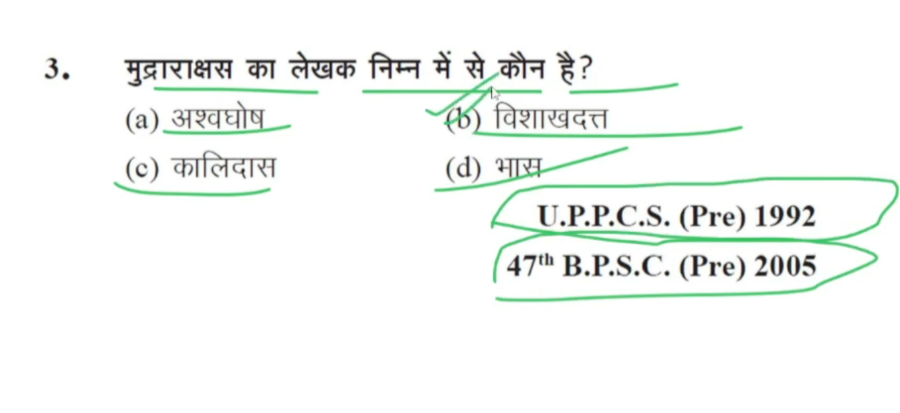 3. मुद्राराक्षस का लेखक निम्न में से कौन है?
(a) अश्वघोष (b) विशाखदत्त
(c) कालिदास (d) भास
U.P.P.C.S. (Pre) 1992
47th B.P.S.C. (Pre) 2005